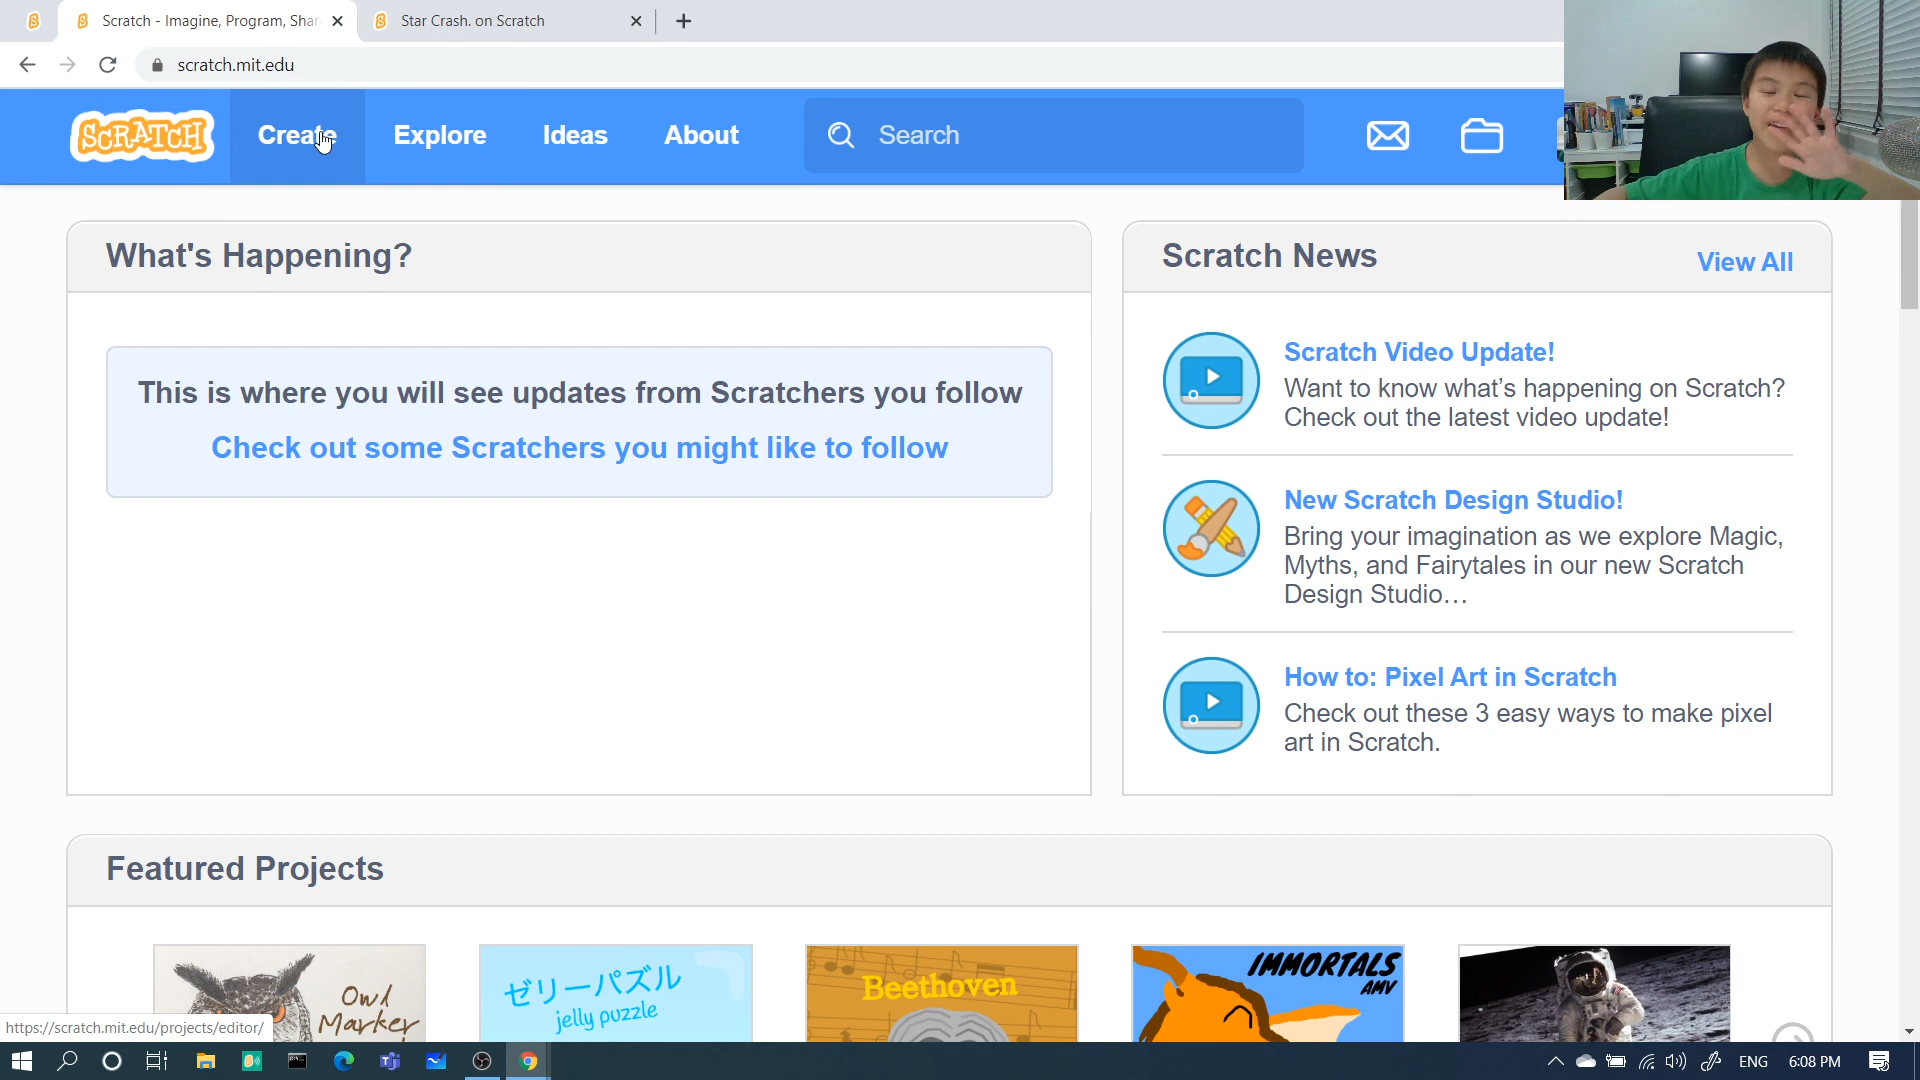 Scratch - Imagine, Program, Shar
Star Crash. on Scratch
scratch.mit.edu
SCRATCH
Create
Explore
Ideas
About
Search
What's Happening?
This is where you will see updates from Scratchers you follow
Check out some Scratchers you might like to follow
Scratch News
View All
Scratch Video Update!
Want to know what’s happening on Scratch?
Check out the latest video update!
New Scratch Design Studio!
Bring your imagination as we explore Magic,
Myths, and Fairytales in our new Scratch
Design Studio…
How to: Pixel Art in Scratch
Check out these 3 easy ways to make pixel
art in Scratch.
Featured Projects
Owl
Marker
ゼリーパズル
jelly puzzle
Beethoven
IMMORTALS
AMV
https://scratch.mit.edu/projects/editor/
ENG
6:08 PM